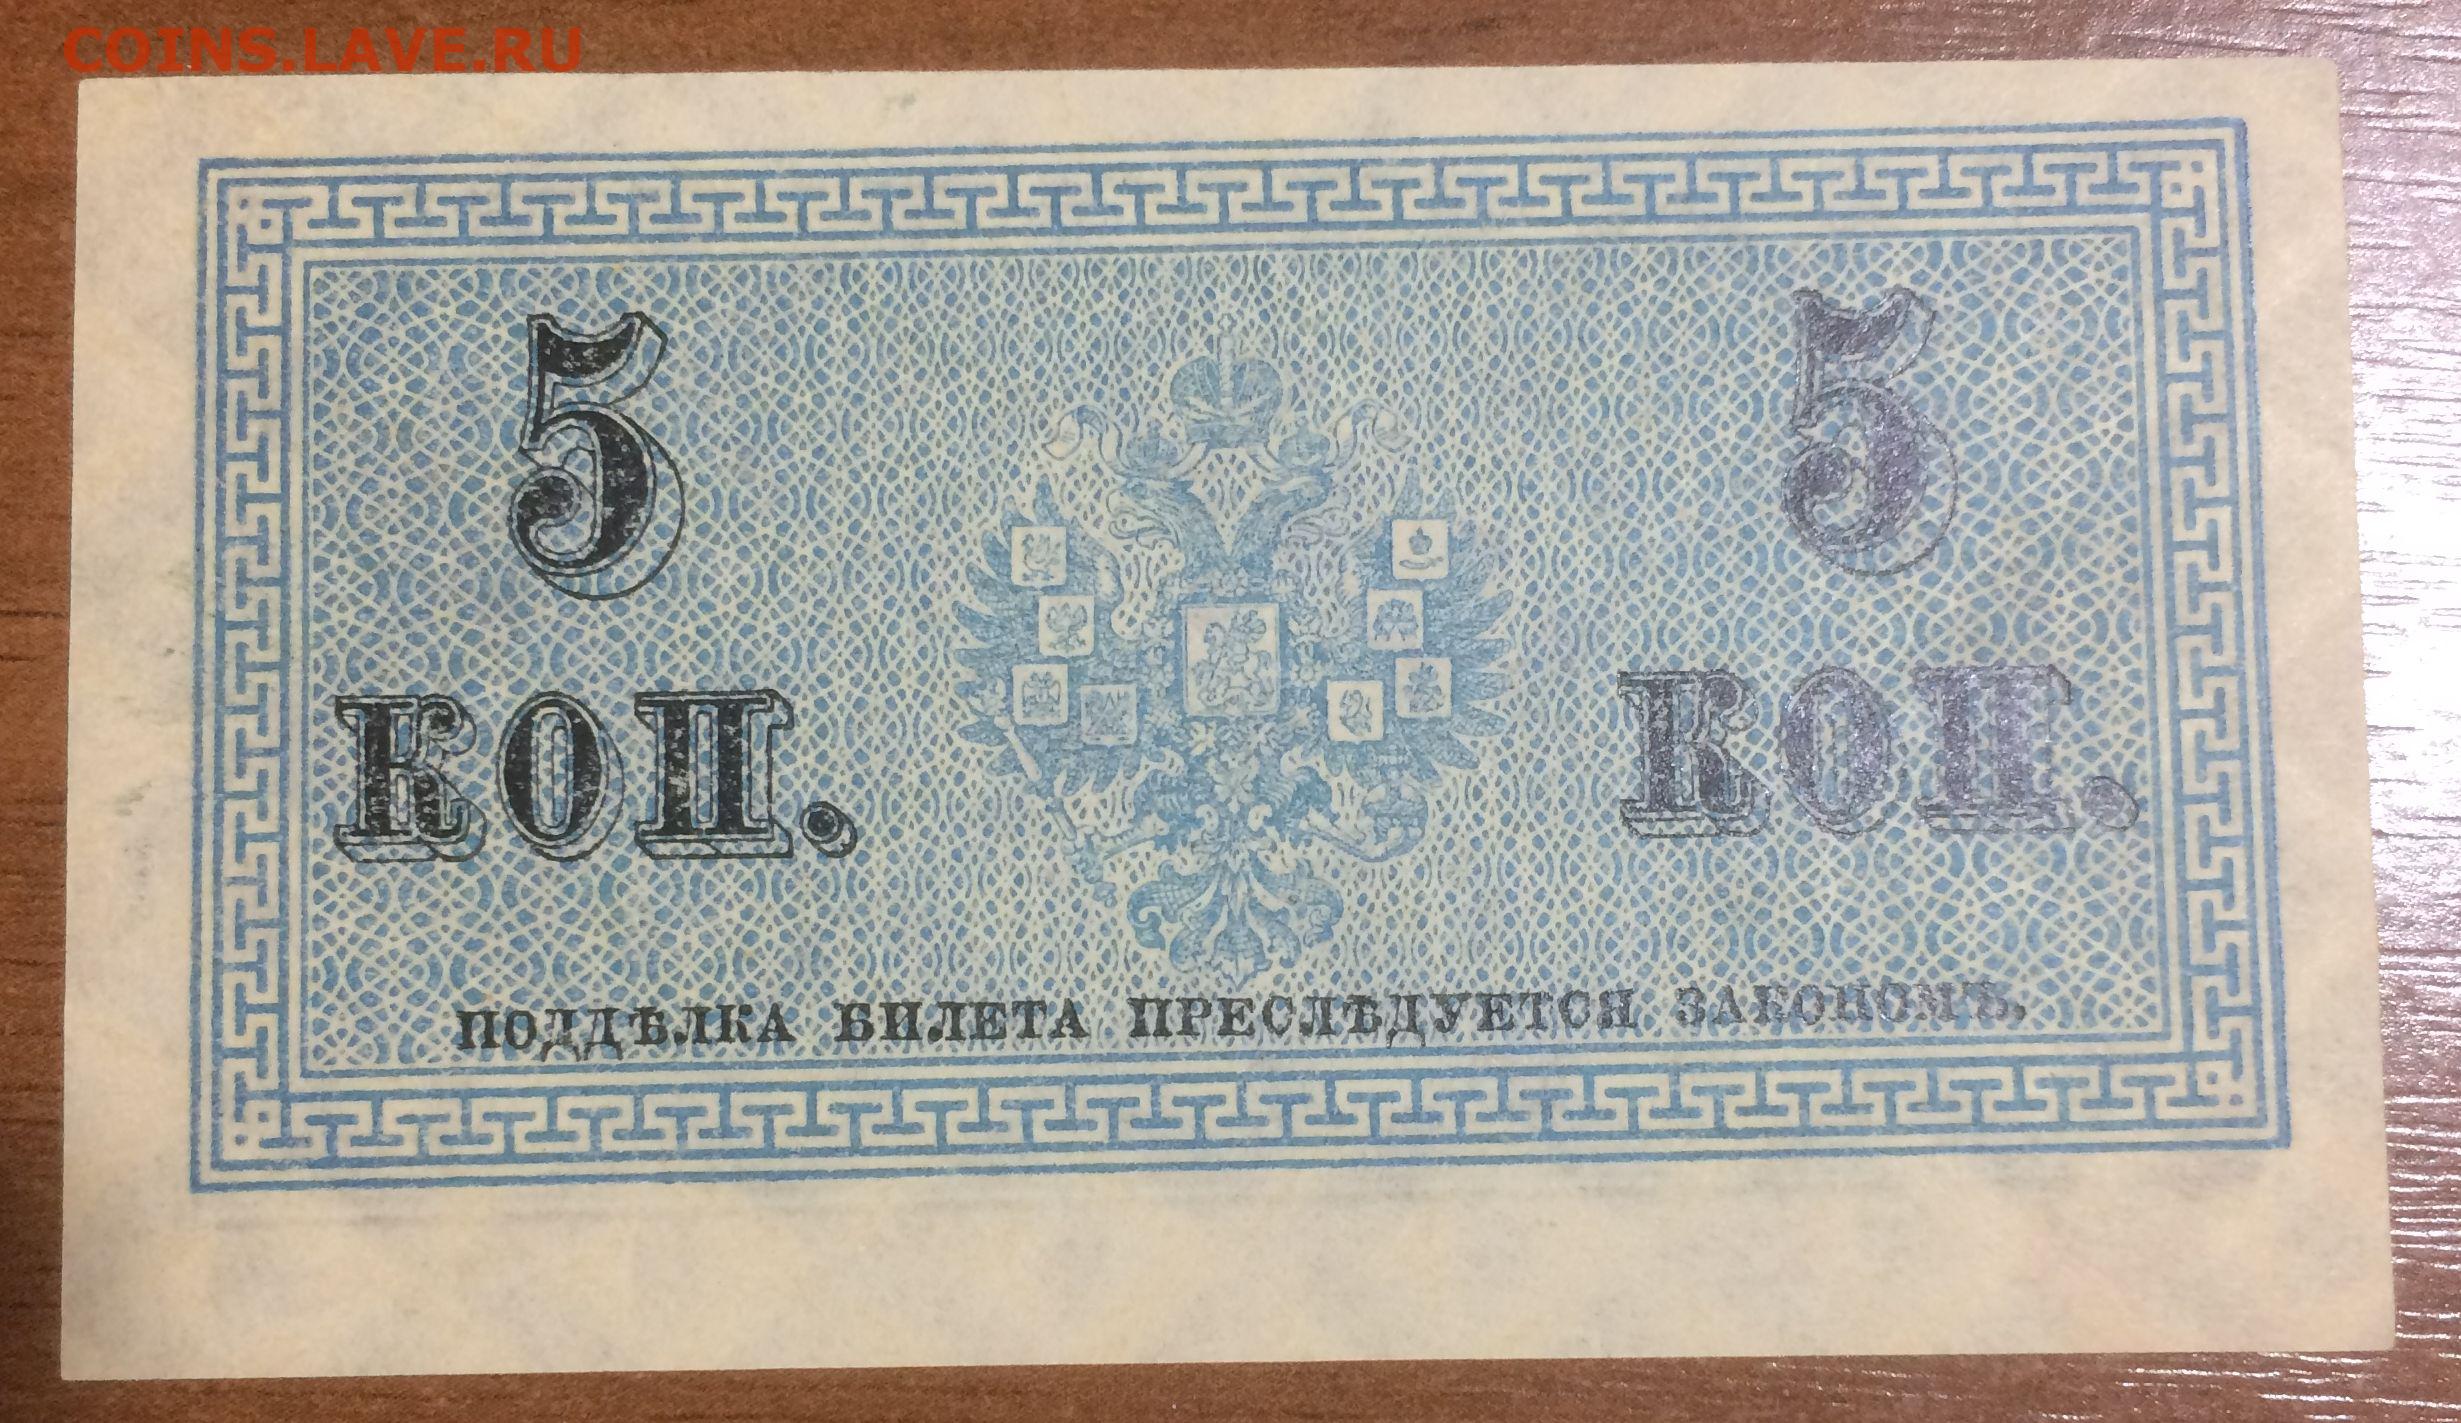 COINS.LAVE.RU
5 5
КОП. КОП.
ПОДДѢЛКА БИЛЕТА ПРЕСЛѢДУЕТСЯ ЗАКОНОМЪ.